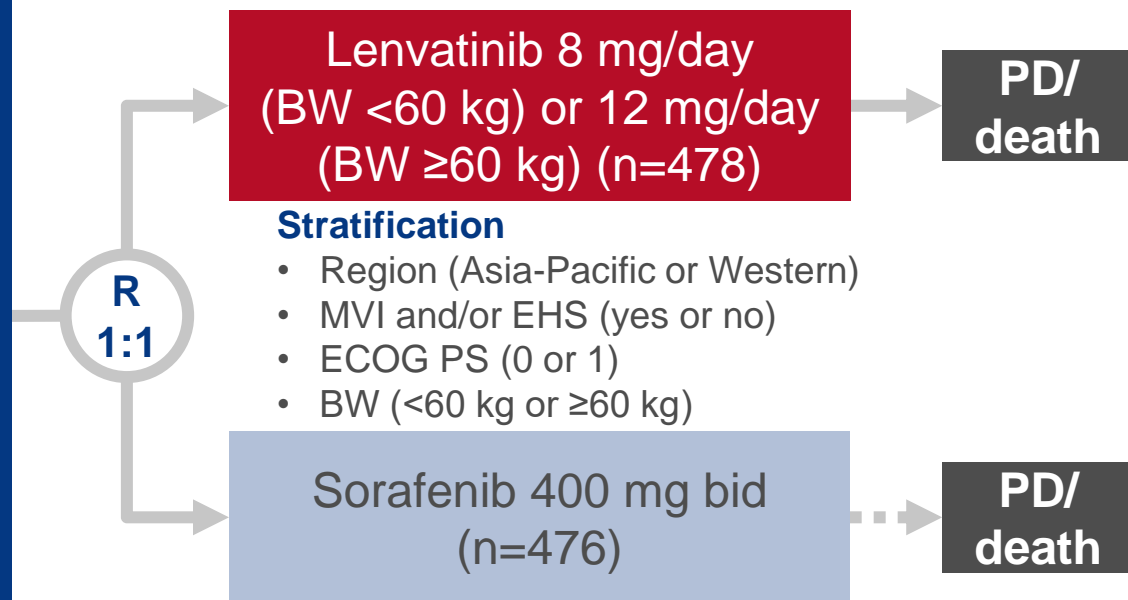 Lenvatinib 8 mg/day
(BW <60 kg) or 12 mg/day
(BW ≥60 kg) (n=478)
PD/
death
Stratification
• Region (Asia-Pacific or Western)
• MVI and/or EHS (yes or no)
• ECOG PS (0 or 1)
• BW (<60 kg or ≥60 kg)
R
1:1
Sorafenib 400 mg bid
(n=476)
PD/
death